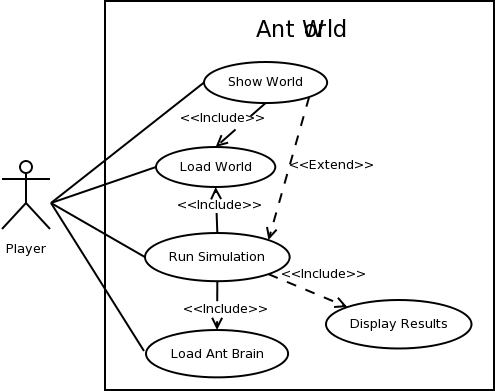 Ant World
Show World
<<Include>>
Load World
<<Extend>>
<<Include>>
Player
Run Simulation
<<Include>>
<<Include>>
Display Results
Load Ant Brain